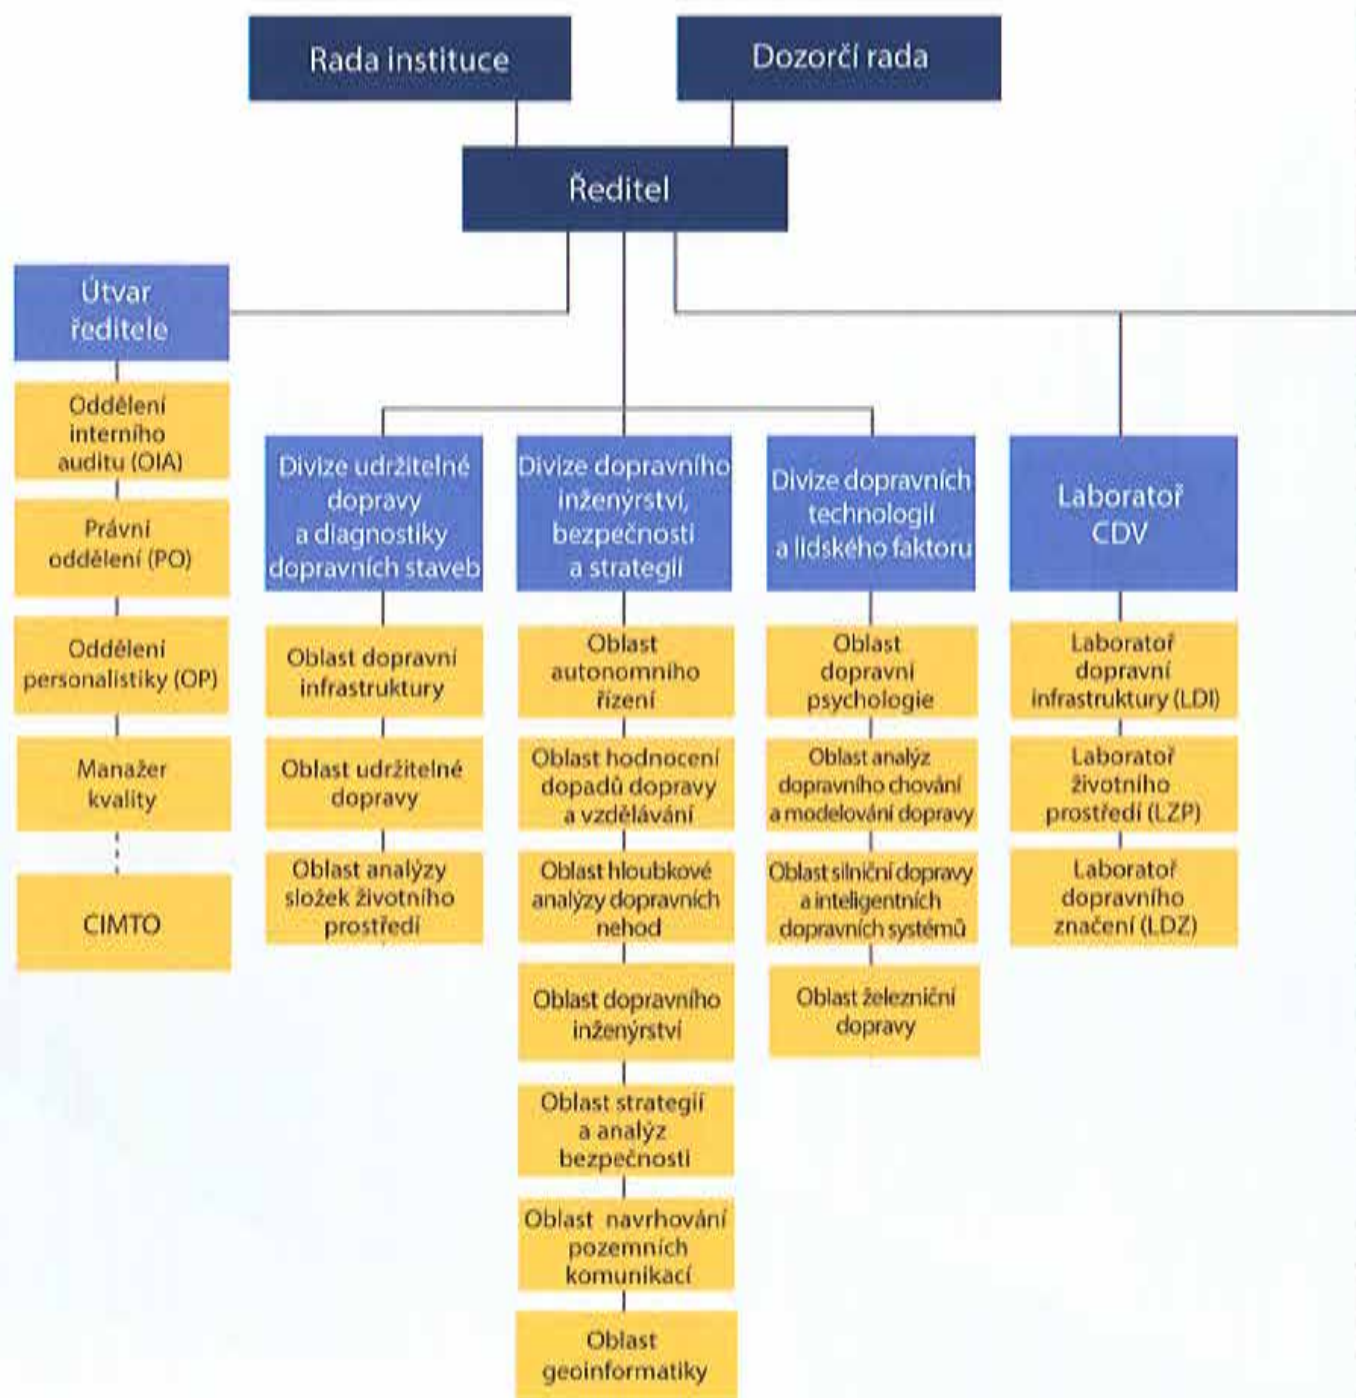 Rada instituce
Dozorčí rada
Ředitel
Útvar
ředitele
Oddělení
interního
auditu (OIA)
Právní
oddělení (PO)
Oddělení
personalistiky (OP)
Manažer
kvality
CIMTO
Divize udržitelné
dopravy
a diagnostiky
dopravních staveb
Oblast dopravní
infrastruktury
Oblast udržitelné
dopravy
Oblast analýzy
složek životního
prostředí
Divize dopravního
inženýrství,
bezpečnosti
a strategií
Oblast
autonomního
řízení
Oblast hodnocení
dopadů dopravy
a vzdělávání
Oblast hloubkové
analýzy dopravních
nehod
Oblast dopravního
inženýrství
Oblast strategií
a analýz
bezpečnosti
Oblast navrhování
pozemních
komunikací
Oblast
geoinformatiky
Divize dopravních
technologií
a lidského faktoru
Oblast
dopravní
psychologie
Oblast analýz
dopravního chování
a modelování dopravy
Oblast silniční dopravy
a inteligentních
dopravních systémů
Oblast železniční
dopravy
Laboratoř
CDV
Laboratoř
dopravní
infrastruktury (LDI)
Laboratoř
životního
prostředí (LZP)
Laboratoř
dopravního
značení (LDZ)